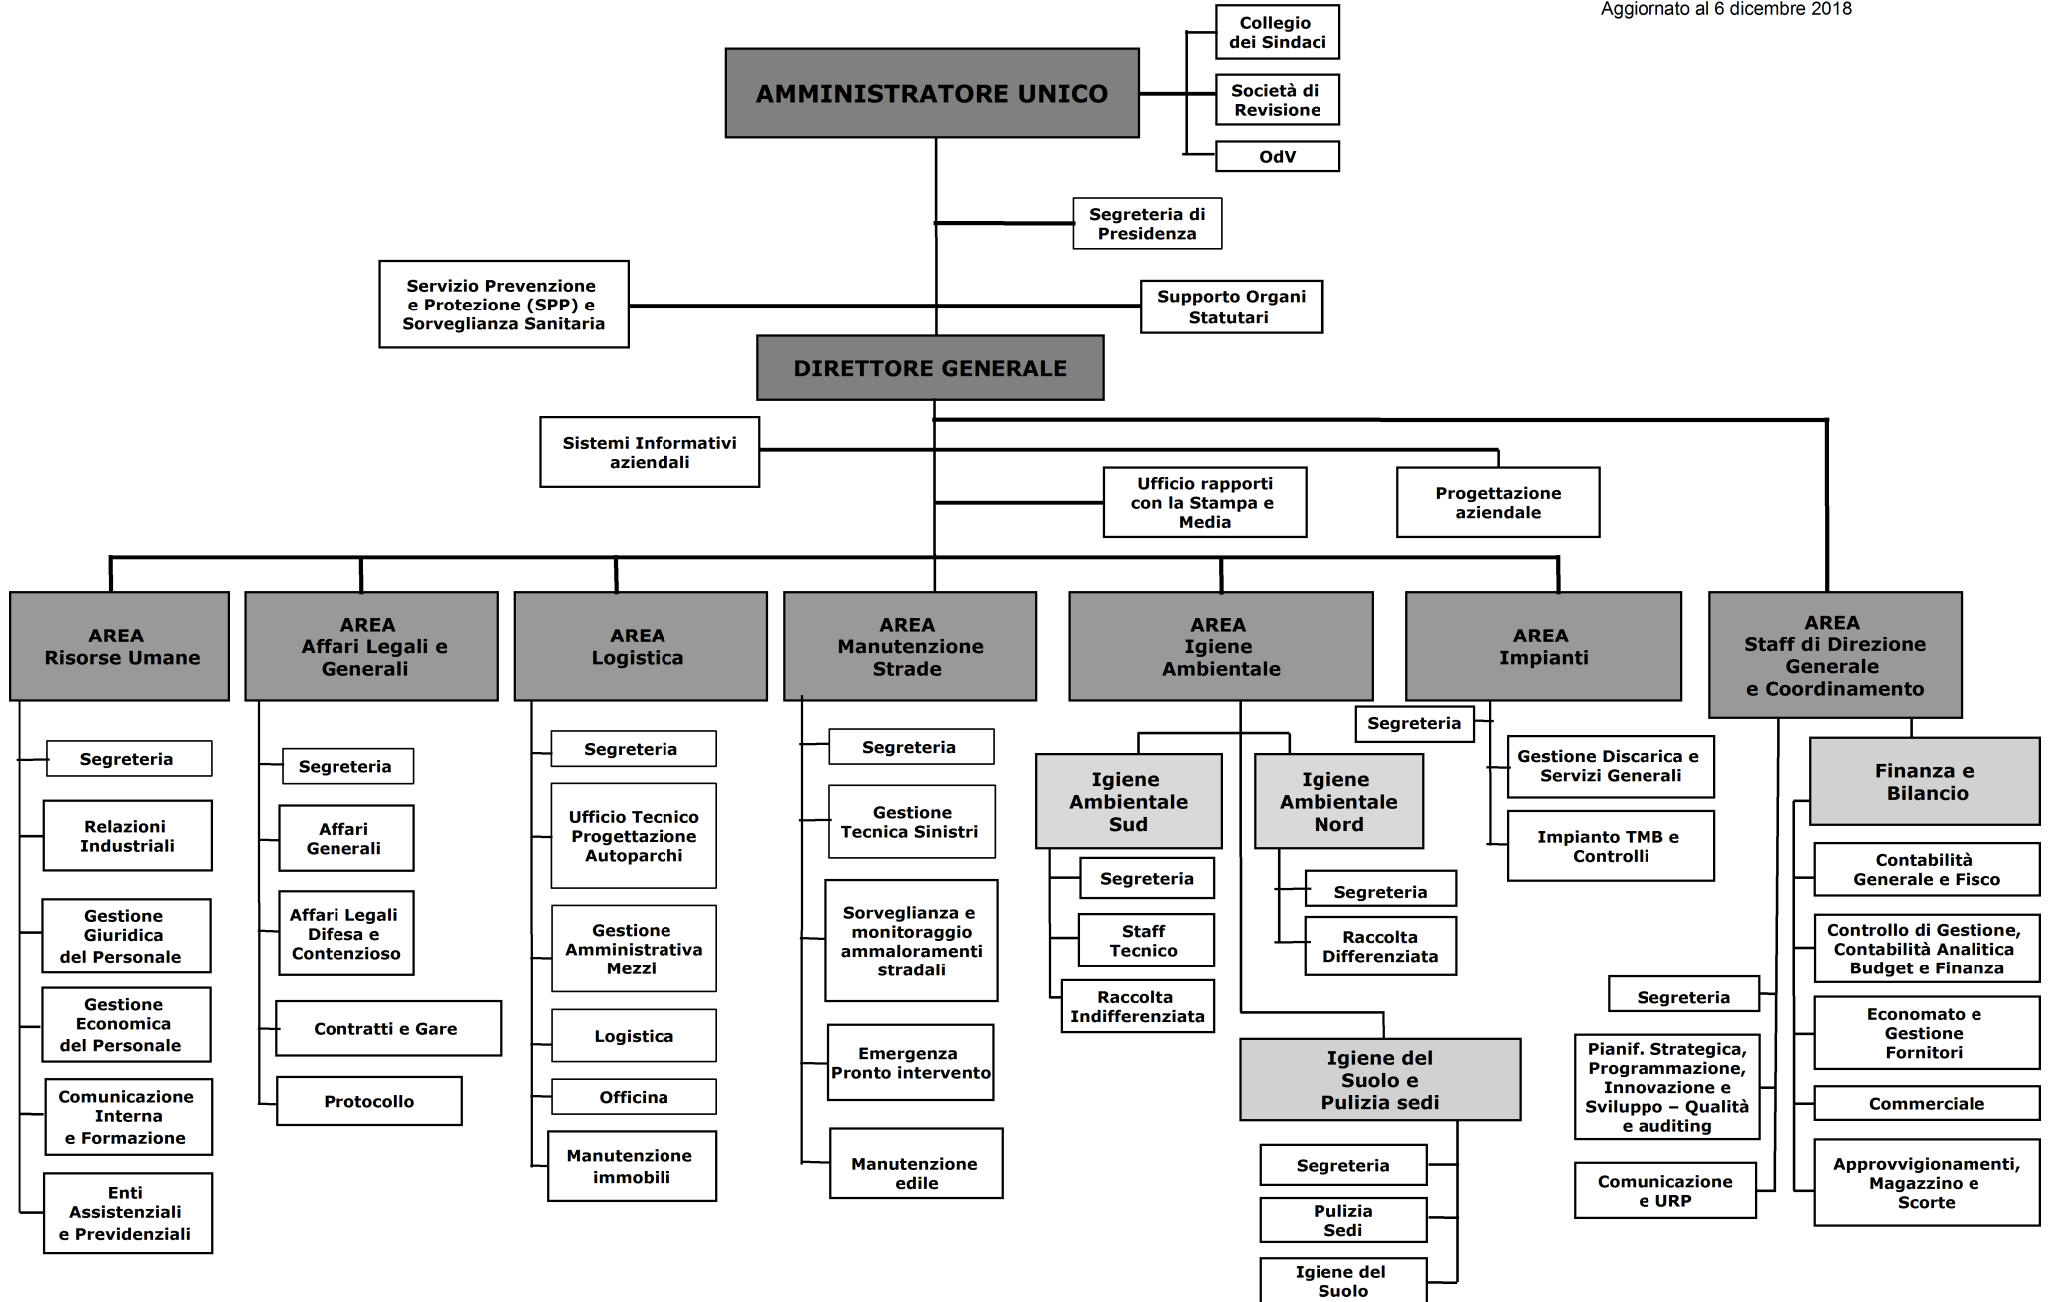 Aggiornato al 6 dicembre 2018
Collegio
dei Sindaci
AMMINISTRATORE UNICO
Società di
Revisione
OdV
Segreteria di
Presidenza
Servizio Prevenzione
e Protezione (SPP) e
Sorveglianza Sanitaria
Supporto Organi
Statutari
DIRETTORE GENERALE
Sistemi Informativi
aziendali
Ufficio rapporti
con la Stampa e
Media
Progettazione
aziendale
AREA
Risorse Umane
Segreteria
Relazioni
Industriali
Gestione
Giuridica
del Personale
Gestione
Economica
del Personale
Comunicazione
Interna
e Formazione
Enti
Assistenziali
e Previdenziali
AREA
Affari Legali e
Generali
Segreteria
Affari
Generali
Affari Legali
Difesa e
Contenzioso
Contratti e Gare
Protocollo
AREA
Logistica
Segreteria
Ufficio Tecnico
Progettazione
Autoparchi
Gestione
Amministrativa
MezzI
Logistica
Officina
Manutenzione
immobili
AREA
Manutenzione
Strade
Segreteria
Gestione
Tecnica Sinistri
Sorveglianza e
monitoraggio
ammaloramenti
stradali
Emergenza
Pronto intervento
Manutenzione
edile
AREA
Igiene
Ambientale
Igiene
Ambientale
Sud
Segreteria
Staff
Tecnico
Raccolta
Indifferenziata
Igiene
Ambientale
Nord
Segreteria
Raccolta
Differenziata
Igiene del
Suolo e
Pulizia sedi
Segreteria
Pulizia
Sedi
Igiene del
Suolo
AREA
Impianti
Segreteria
Gestione Discarica e
Servizi Generali
Impianto TMB e
Controlli
AREA
Staff di Direzione
Generale
e Coordinamento
Segreteria
Pianif. Strategica,
Programmazione,
Innovazione e
Sviluppo – Qualità
e auditing
Comunicazione
e URP
Finanza e
Bilancio
Contabilità
Generale e Fisco
Controllo di Gestione,
Contabilità Analitica
Budget e Finanza
Economato e
Gestione
Fornitori
Commerciale
Approvvigionamenti,
Magazzino e
Scorte